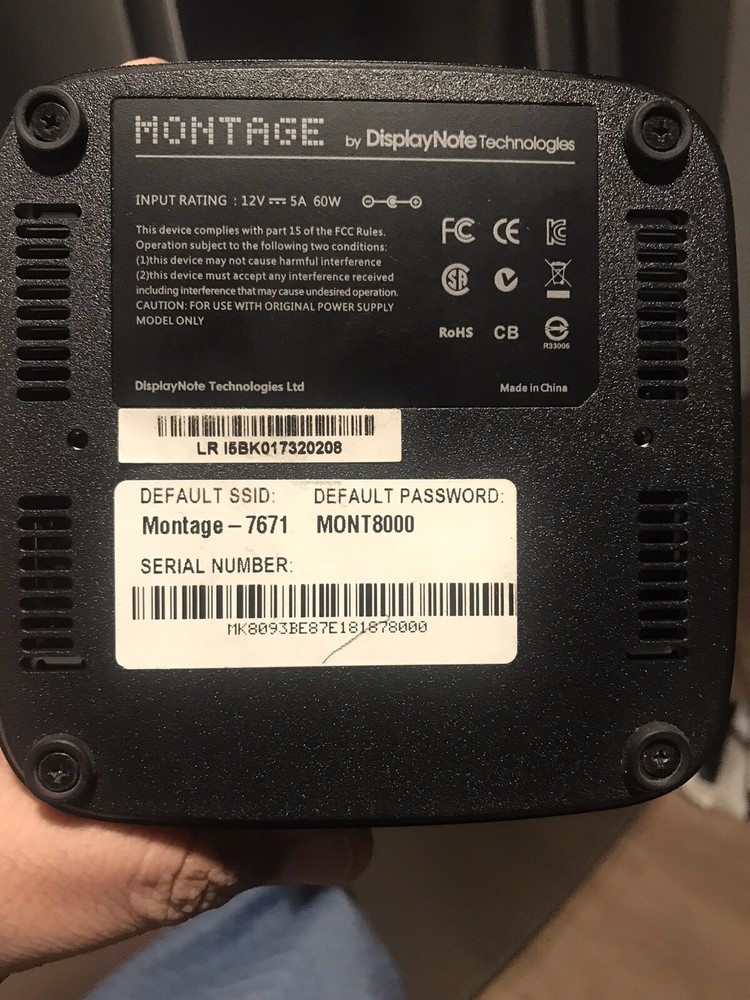 MONTAGE by DisplayNote Technologies
INPUT RATING : 12V 5A 60W
This device complies with part 15 of the FCC Rules.
Operation subject to the following two conditions:
(1)this device may not cause harmful interference
(2)this device must accept any interference received
including interference that may cause undesired operation.
CAUTION: FOR USE WITH ORIGINAL POWER SUPPLY
MODEL ONLY
FC CE
RoHS CB
R33006
DisplayNote Technologies Ltd
Made in China
LR I5BK017320208
DEFAULT SSID: DEFAULT PASSWORD:
Montage – 7671 MONT8000
SERIAL NUMBER:
MK8093BE87E181878000